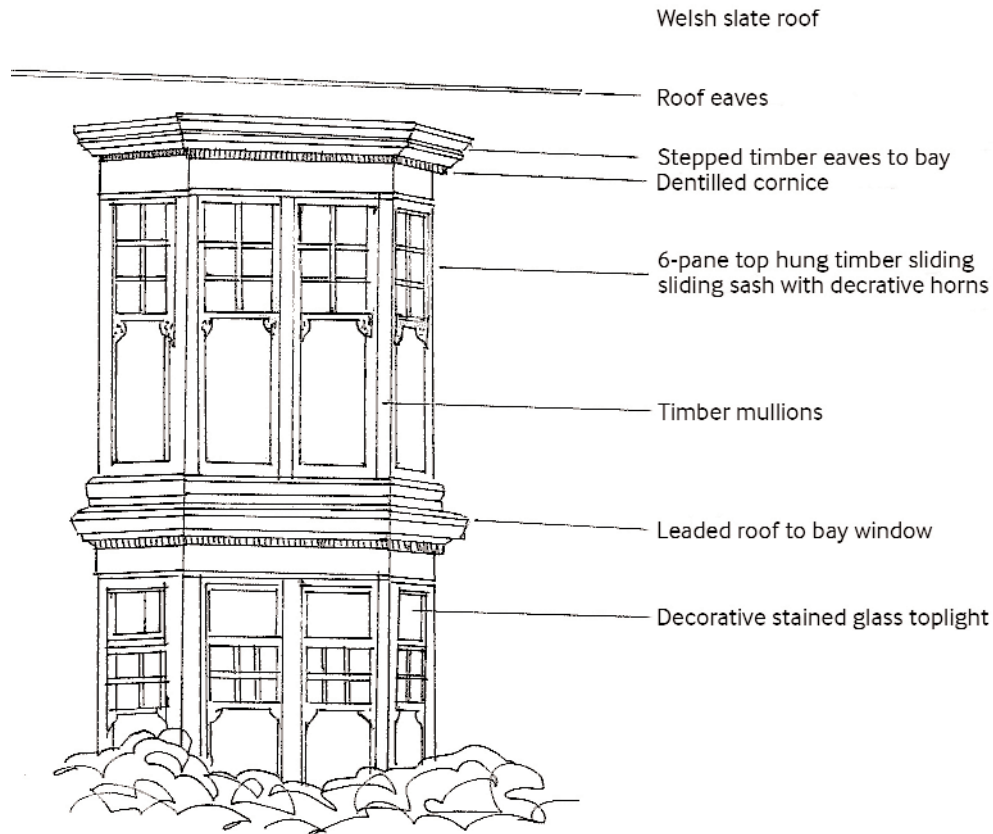 Welsh slate roof
Roof eaves
Stepped timber eaves to bay
Dentilled cornice
6-pane top hung timber sliding
sliding sash with decrative horns
Timber mullions
Leaded roof to bay window
Decorative stained glass toplight